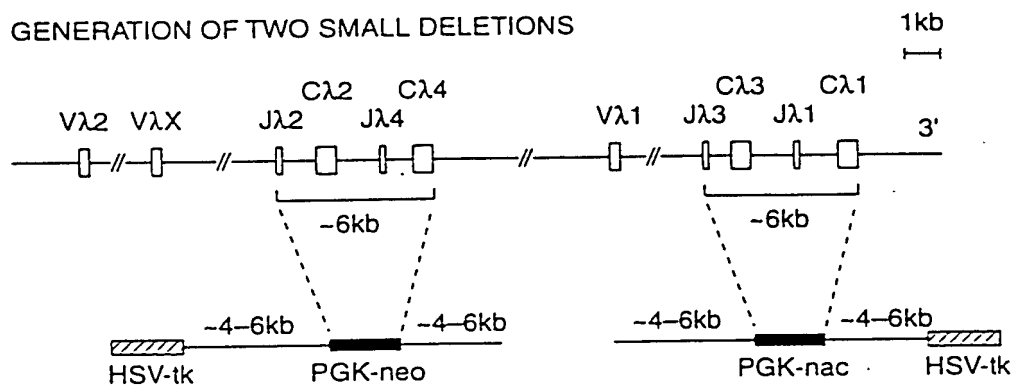 GENERATION OF TWO SMALL DELETIONS
1kb
Cλ2 Cλ4 Cλ3 Cλ1
Vλ2 VλX Jλ2 Jλ4 Vλ1 Jλ3 Jλ1 3'
// // // //
~6kb ~6kb
~4–6kb ~4–6kb ~4–6kb ~4–6kb
HSV-tk PGK-neo PGK-nac HSV-tk